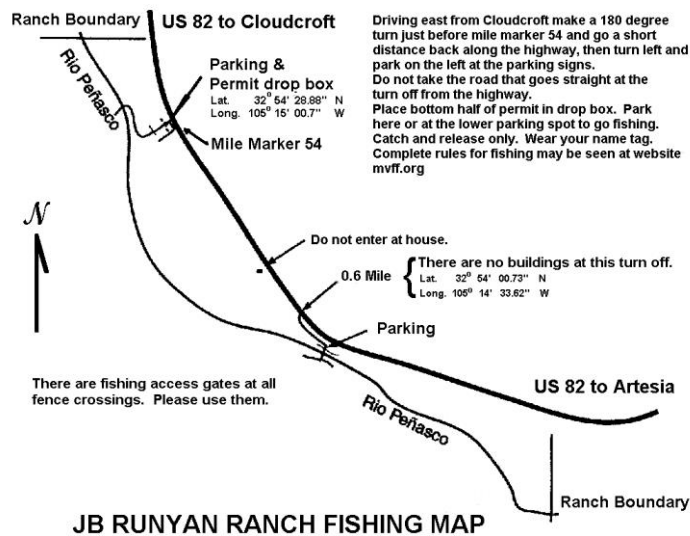 Ranch Boundary
US 82 to Cloudcroft
Driving east from Cloudcroft make a 180 degree
turn just before mile marker 54 and go a short
distance back along the highway, then turn left and
park on the left at the parking signs.
Do not take the road that goes straight at the
turn off from the highway.
Place bottom half of permit in drop box. Park
here or at the lower parking spot to go fishing.
Catch and release only. Wear your name tag.
Complete rules for fishing may be seen at website
mvff.org
Rio Peñasco
Parking &
Permit drop box
Lat. 32° 54' 28.88" N
Long. 105° 15' 00.7" W
Mile Marker 54
N
Do not enter at house.
0.6 Mile
{ There are no buildings at this turn off.
Lat. 32° 54' 00.73" N
Long. 105° 14' 33.62" W
Parking
There are fishing access gates at all
fence crossings. Please use them.
US 82 to Artesia
Rio Peñasco
Ranch Boundary
JB RUNYAN RANCH FISHING MAP